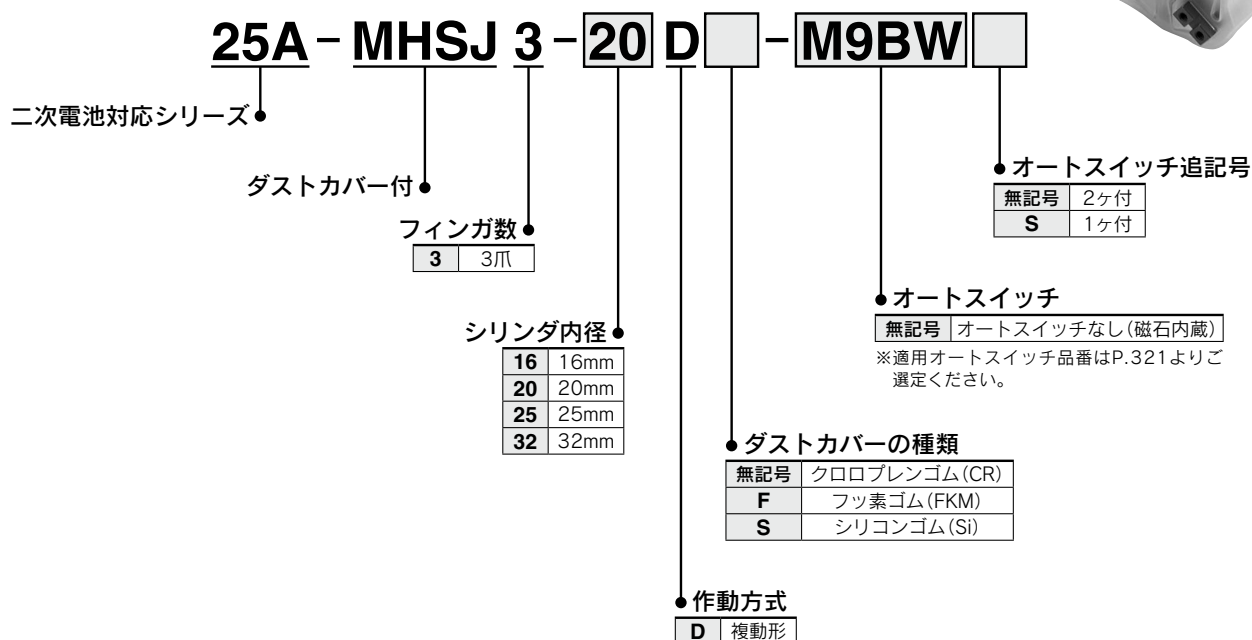 25A-MHSJ3-20D□-M9BW□
二次電池対応シリーズ
ダストカバー付
フィンガ数
3 3爪
シリンダ内径
16 16mm
20 20mm
25 25mm
32 32mm
オートスイッチ追記号
無記号 2ヶ付
S 1ヶ付
オートスイッチ
無記号 オートスイッチなし(磁石内蔵)
※適用オートスイッチ品番はP.321よりご
選定ください。
ダストカバーの種類
無記号 クロロプレンゴム(CR)
F フッ素ゴム(FKM)
S シリコンゴム(Si)
作動方式
D 複動形